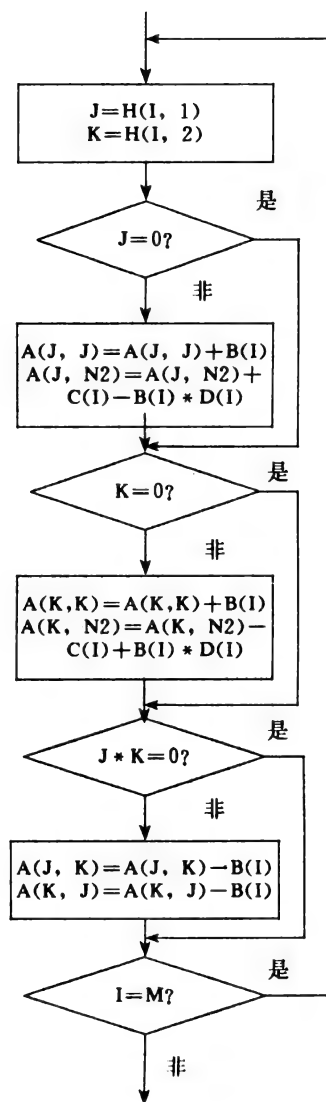 J=H(I, 1)
K=H(I, 2)
是
J=0?
非
A(J, J)=A(J, J)+B(I)
A(J, N2)=A(J, N2)+
C(I)−B(I) * D(I)
是
K=0?
非
A(K,K)=A(K,K)+B(I)
A(K, N2)=A(K, N2)−
C(I)+B(I) * D(I)
是
J * K=0?
非
A(J, K)=A(J, K)−B(I)
A(K, J)=A(K, J)−B(I)
是
I=M?
非